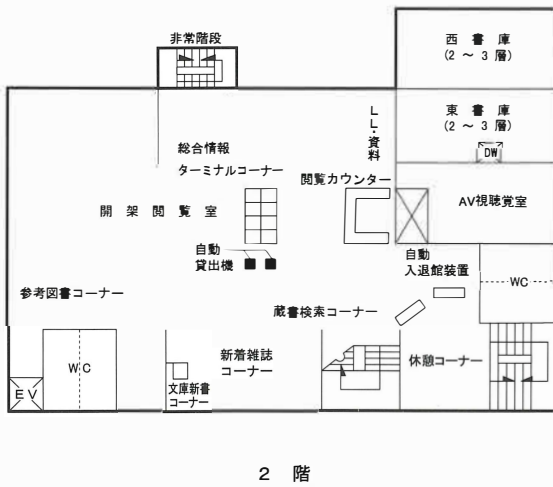 非常階段
西書庫
(2 ～ 3 層)
東書庫
(2 ～ 3 層)
DW
LL・資料
総合情報
ターミナルコーナー
閲覧カウンター
AV視聴覚室
開架閲覧室
自動
貸出機
自動
入退館装置
WC
参考図書コーナー
蔵書検索コーナー
WC
新着雑誌
コーナー
休憩コーナー
EV
文庫新書
コーナー
2 階